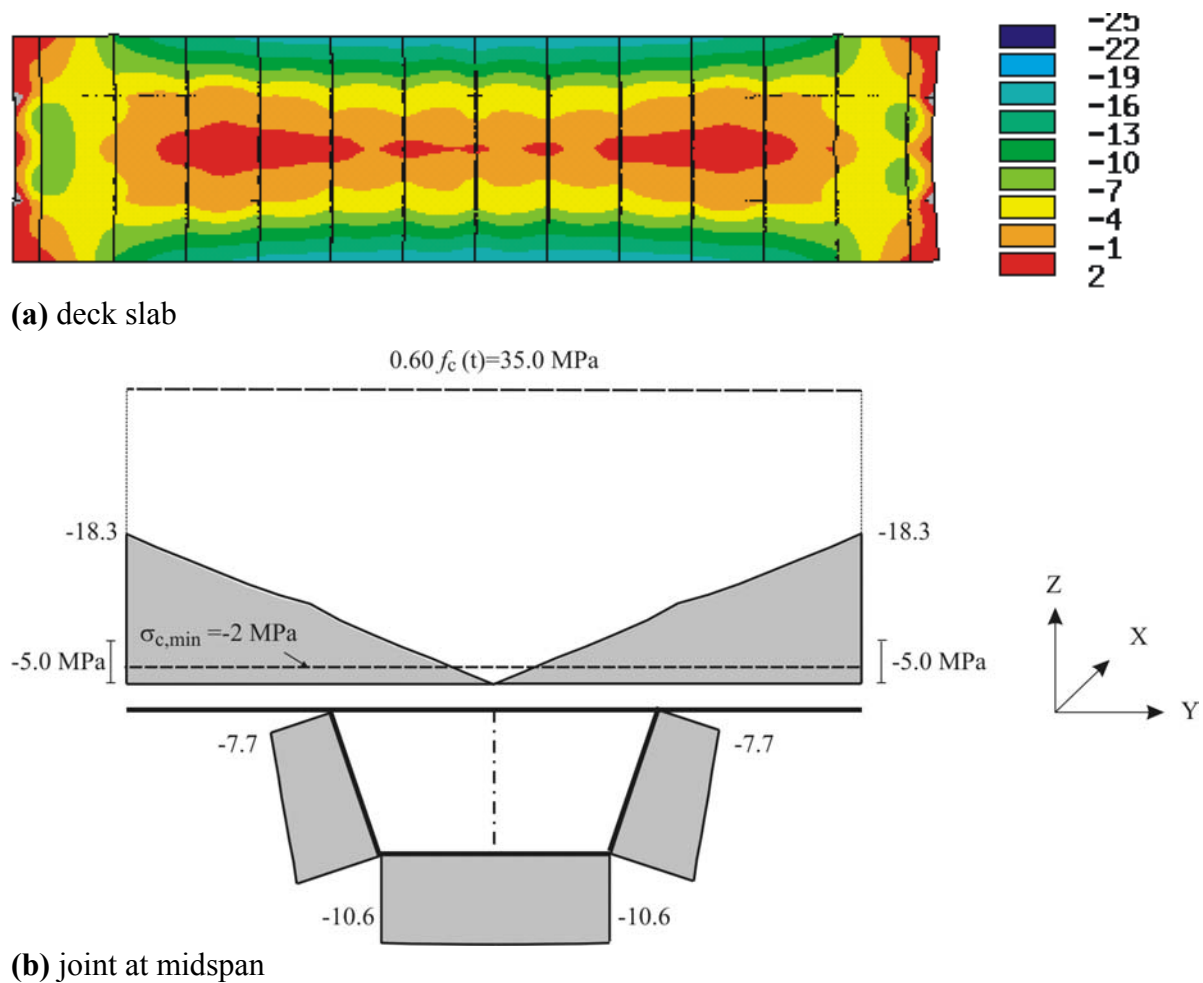 -25
-22
-19
-16
-13
-10
-7
-4
-1
2
(a) deck slab
0.60 fc (t)=35.0 MPa
-18.3
-18.3
σc,min =-2 MPa
-5.0 MPa
-5.0 MPa
Z
X
Y
-7.7
-7.7
-10.6
-10.6
(b) joint at midspan